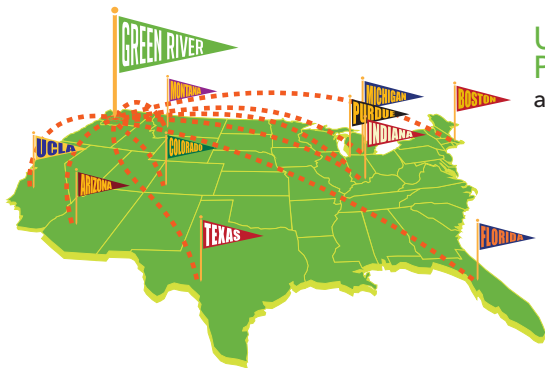 GREEN RIVER
MONTANA
MICHIGAN
PURDUE
BOSTON
INDIANA
UCLA
COLORADO
ARIZONA
TEXAS
FLORIDA
U
F
a